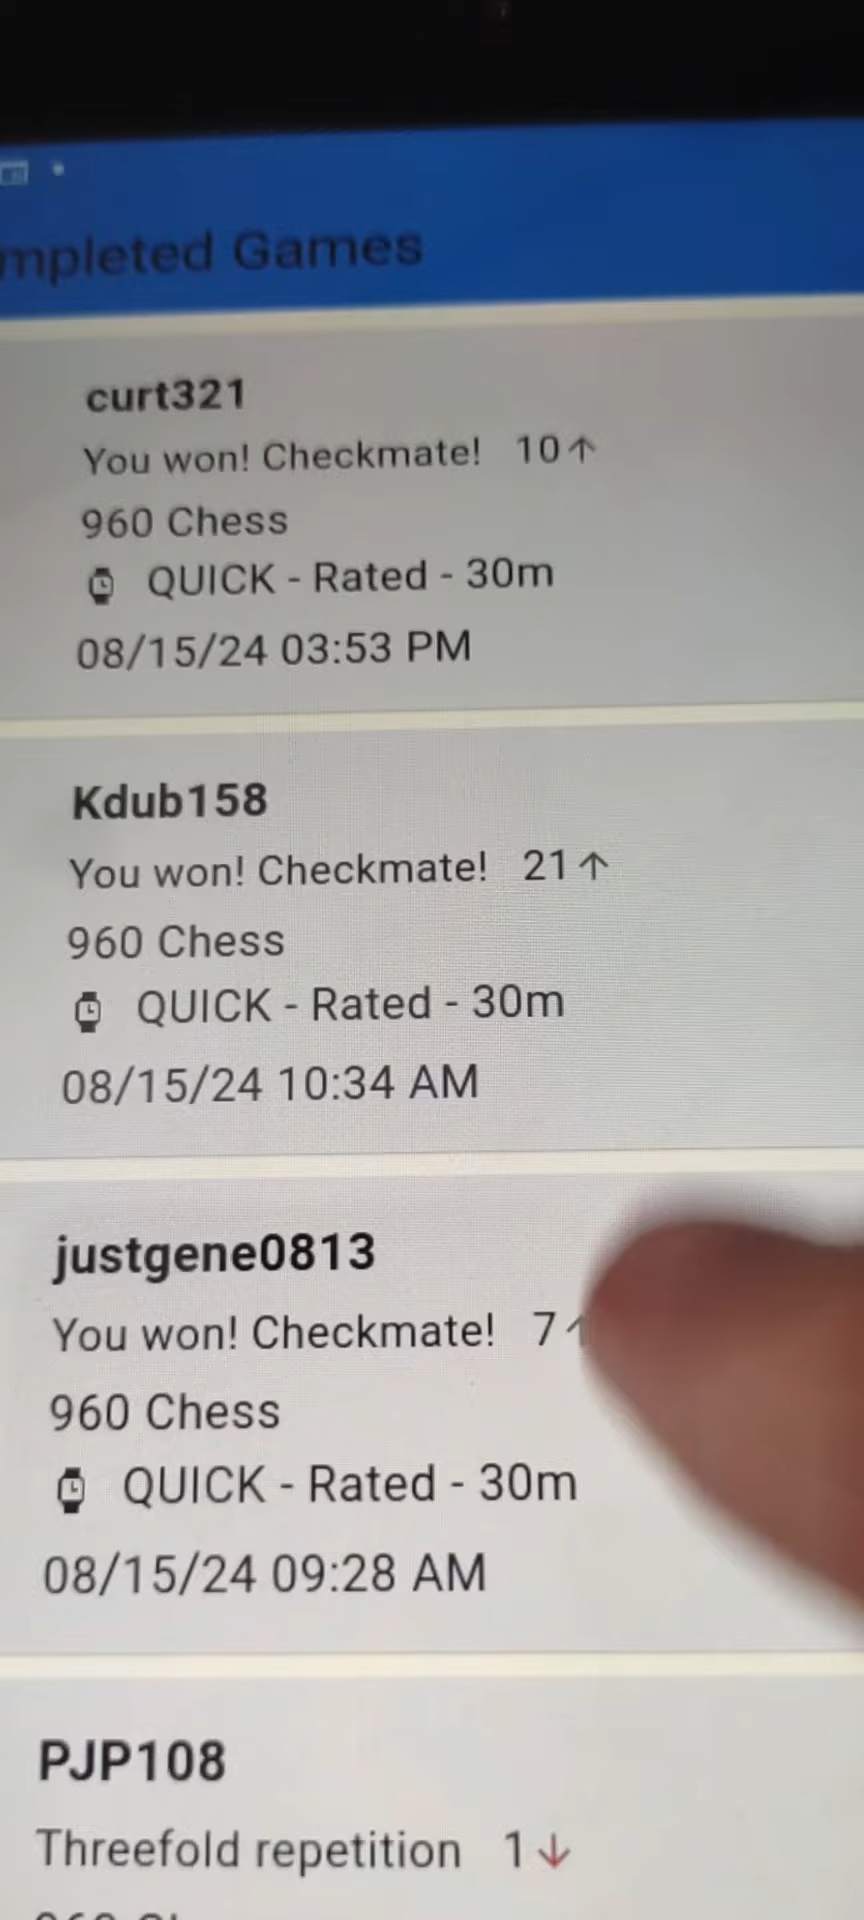 mpleted Games
curt321
You won! Checkmate! 10↑
960 Chess
QUICK - Rated - 30m
08/15/24 03:53 PM
Kdub158
You won! Checkmate! 21↑
960 Chess
QUICK - Rated - 30m
08/15/24 10:34 AM
justgene0813
You won! Checkmate! 7↑
960 Chess
QUICK - Rated - 30m
08/15/24 09:28 AM
PJP108
Threefold repetition 1↓